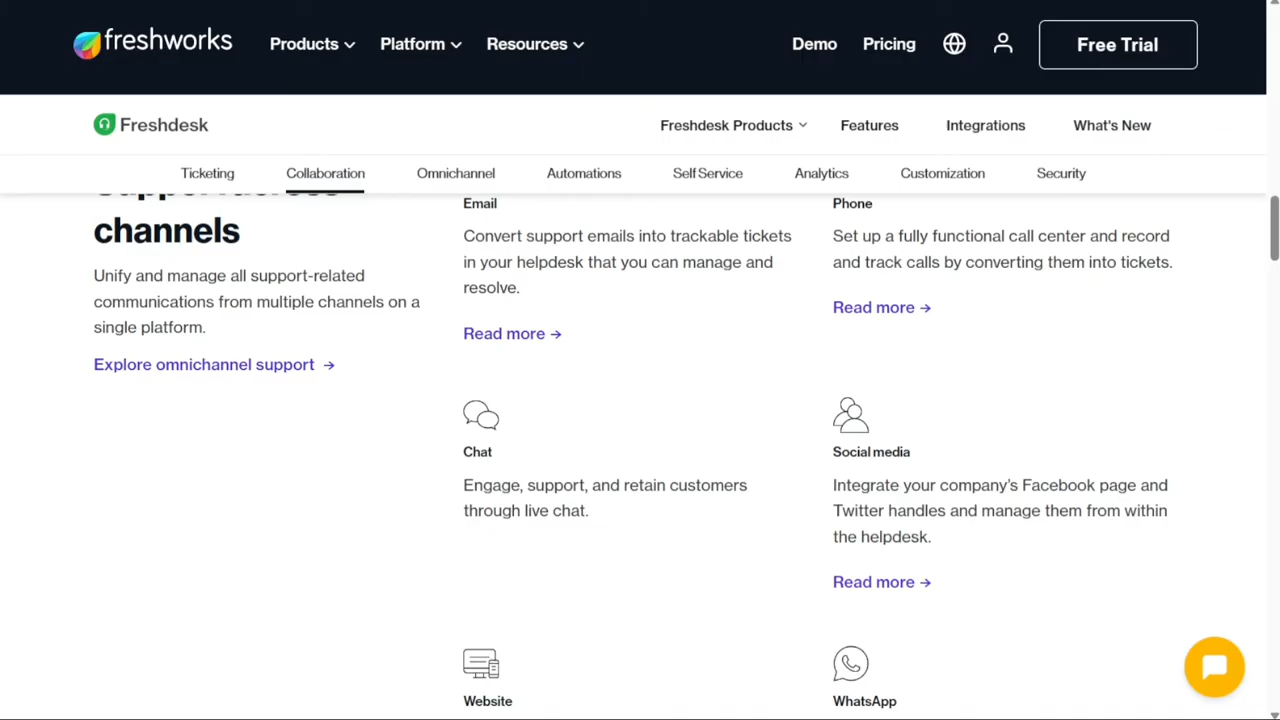 freshworks
Products
Platform
Resources
Demo
Pricing
Free Trial
Freshdesk
Freshdesk Products
Features
Integrations
What's New
Ticketing
Collaboration
Omnichannel
Automations
Self Service
Analytics
Customization
Security
channels
Unify and manage all support-related
communications from multiple channels on a
single platform.
Explore omnichannel support →
Email
Convert support emails into trackable tickets
in your helpdesk that you can manage and
resolve.
Read more →
Phone
Set up a fully functional call center and record
and track calls by converting them into tickets.
Read more →
Chat
Engage, support, and retain customers
through live chat.
Social media
Integrate your company’s Facebook page and
Twitter handles and manage them from within
the helpdesk.
Read more →
Website
WhatsApp